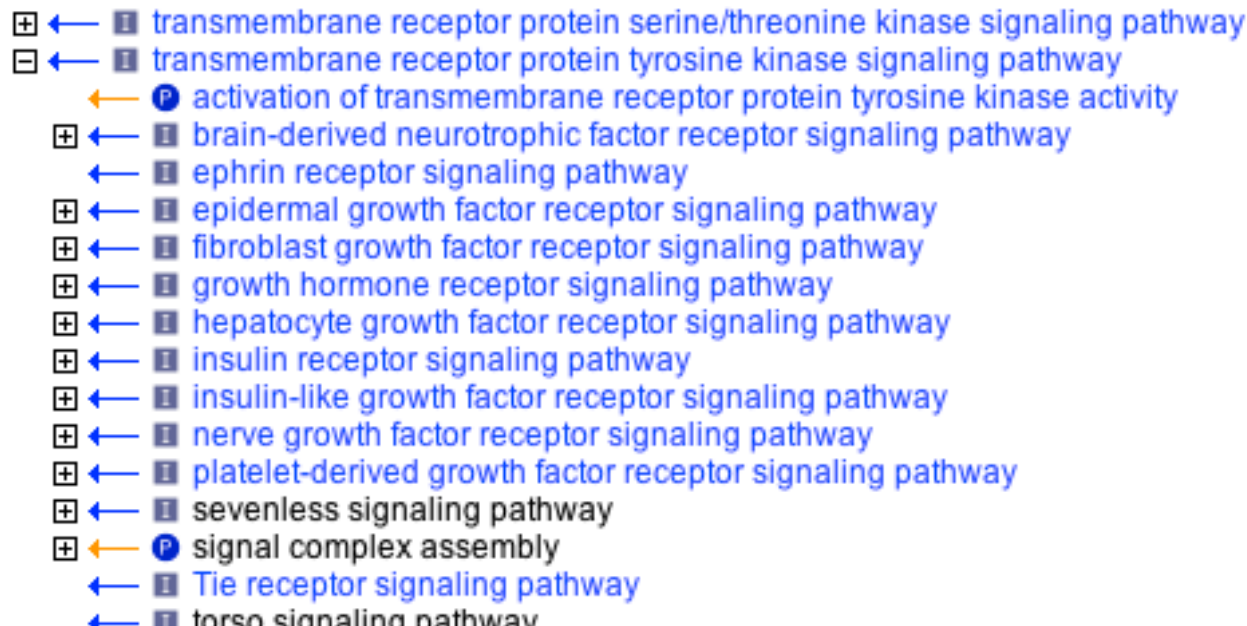 transmembrane receptor protein serine/threonine kinase signaling pathway
transmembrane receptor protein tyrosine kinase signaling pathway
activation of transmembrane receptor protein tyrosine kinase activity
brain-derived neurotrophic factor receptor signaling pathway
ephrin receptor signaling pathway
epidermal growth factor receptor signaling pathway
fibroblast growth factor receptor signaling pathway
growth hormone receptor signaling pathway
hepatocyte growth factor receptor signaling pathway
insulin receptor signaling pathway
insulin-like growth factor receptor signaling pathway
nerve growth factor receptor signaling pathway
platelet-derived growth factor receptor signaling pathway
sevenless signaling pathway
signal complex assembly
Tie receptor signaling pathway
torso signaling pathway